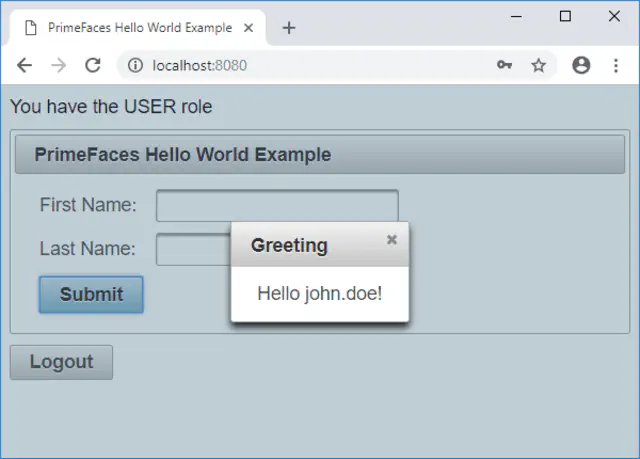 PrimeFaces Hello World Example
localhost:8080
You have the USER role
PrimeFaces Hello World Example
First Name:
Last Name:
Greeting
Hello john.doe!
Submit
Logout